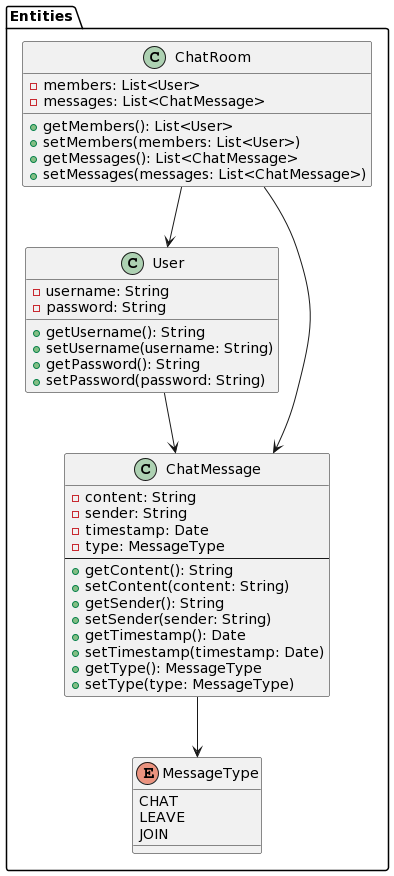 Entities
C ChatRoom
members: List<User>
messages: List<ChatMessage>
getMembers(): List<User>
setMembers(members: List<User>)
getMessages(): List<ChatMessage>
setMessages(messages: List<ChatMessage>)
C User
username: String
password: String
getUsername(): String
setUsername(username: String)
getPassword(): String
setPassword(password: String)
C ChatMessage
content: String
sender: String
timestamp: Date
type: MessageType
getContent(): String
setContent(content: String)
getSender(): String
setSender(sender: String)
getTimestamp(): Date
setTimestamp(timestamp: Date)
getType(): MessageType
setType(type: MessageType)
E MessageType
CHAT
LEAVE
JOIN